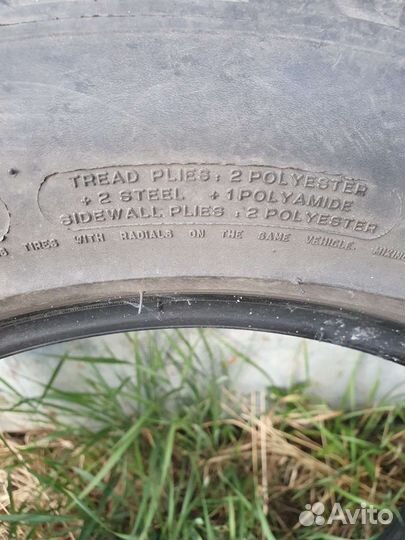 TREAD PLIES: 2 POLYESTER
+ 2 STEEL + 1 POLYAMIDE
SIDEWALL PLIES : 2 POLYESTER
TIRES WITH RADIALS ON THE SAME VEHICLE. MIXING
Avito